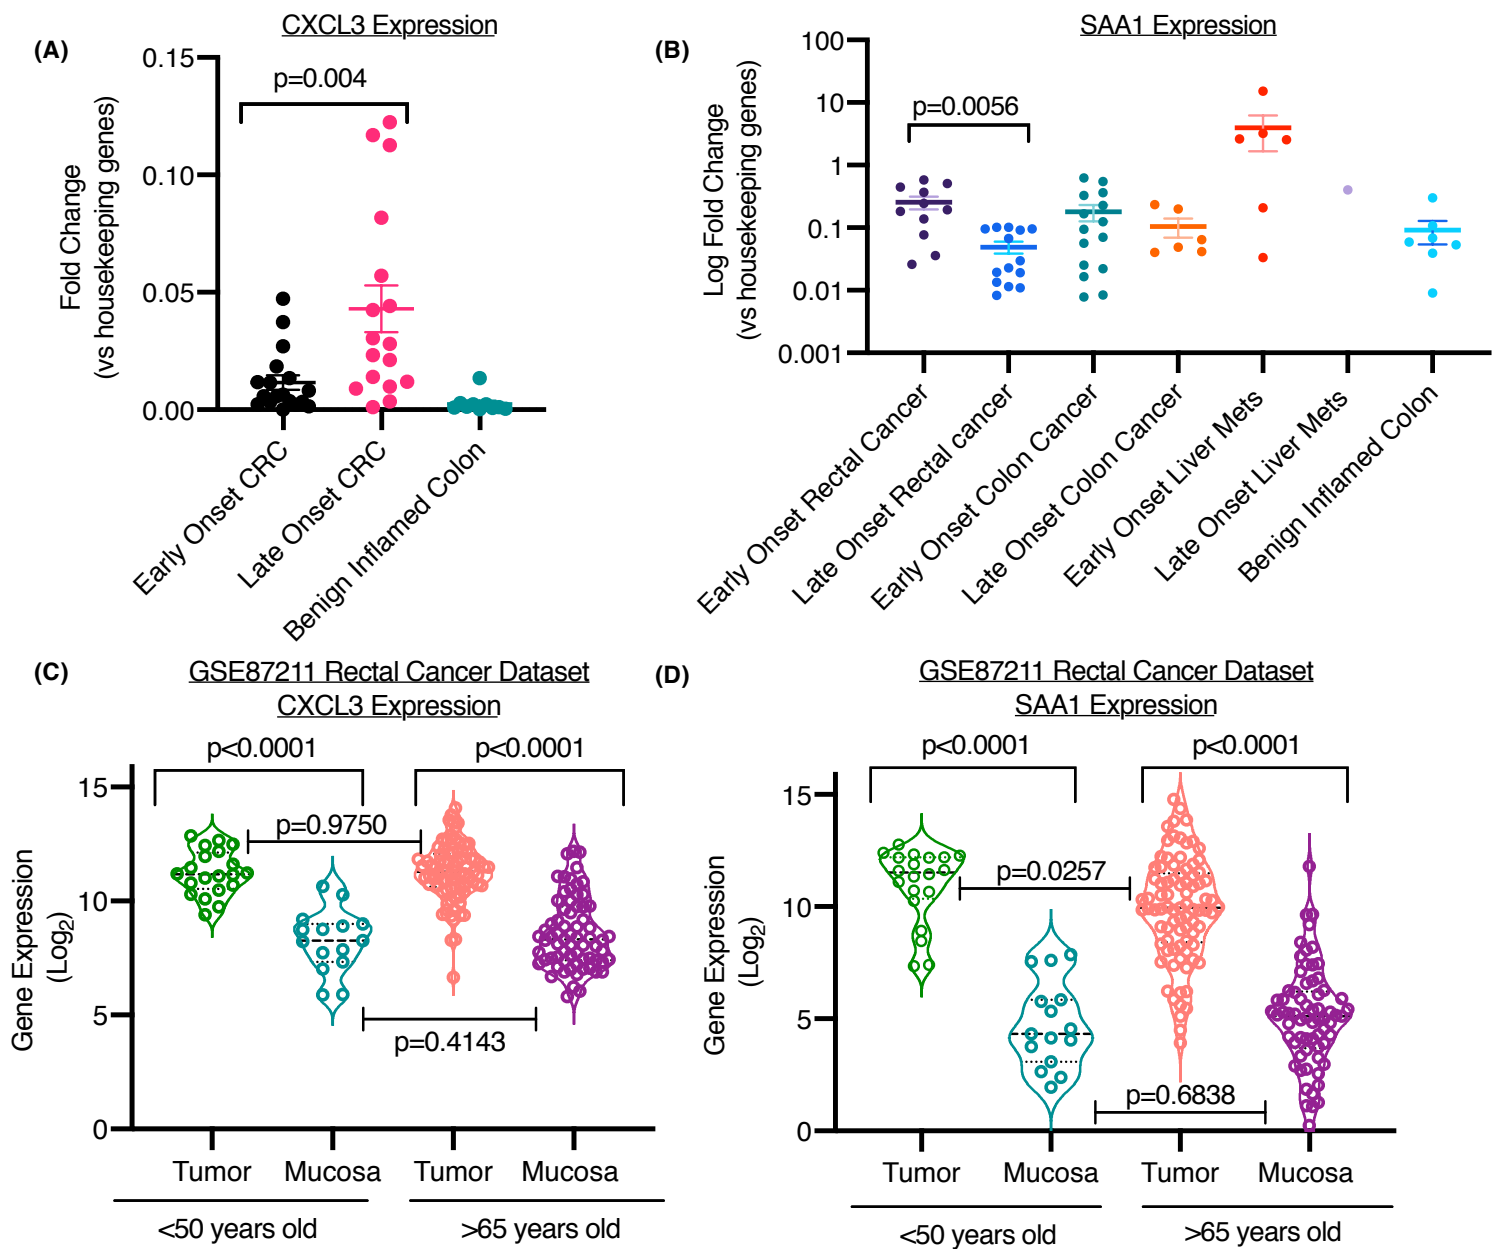 (A)
CXCL3 Expression
p=0.004
Fold Change
(vs housekeeping genes)
0.15
0.10
0.05
0.00
Early Onset CRC
Late Onset CRC
Benign Inflamed Colon
(B)
SAA1 Expression
p=0.0056
Log Fold Change
(vs housekeeping genes)
100
10
1
0.1
0.01
0.001
Early Onset Rectal Cancer
Late Onset Rectal cancer
Early Onset Colon Cancer
Late Onset Colon Cancer
Early Onset Liver Mets
Late Onset Liver Mets
Benign Inflamed Colon
(C)
GSE87211 Rectal Cancer Dataset
CXCL3 Expression
p<0.0001
p<0.0001
p=0.9750
p=0.4143
Gene Expression
(Log₂)
15
10
5
0
Tumor
Mucosa
Tumor
Mucosa
<50 years old
>65 years old
(D)
GSE87211 Rectal Cancer Dataset
SAA1 Expression
p<0.0001
p<0.0001
p=0.0257
p=0.6838
Gene Expression
(Log₂)
15
10
5
0
Tumor
Mucosa
Tumor
Mucosa
<50 years old
>65 years old